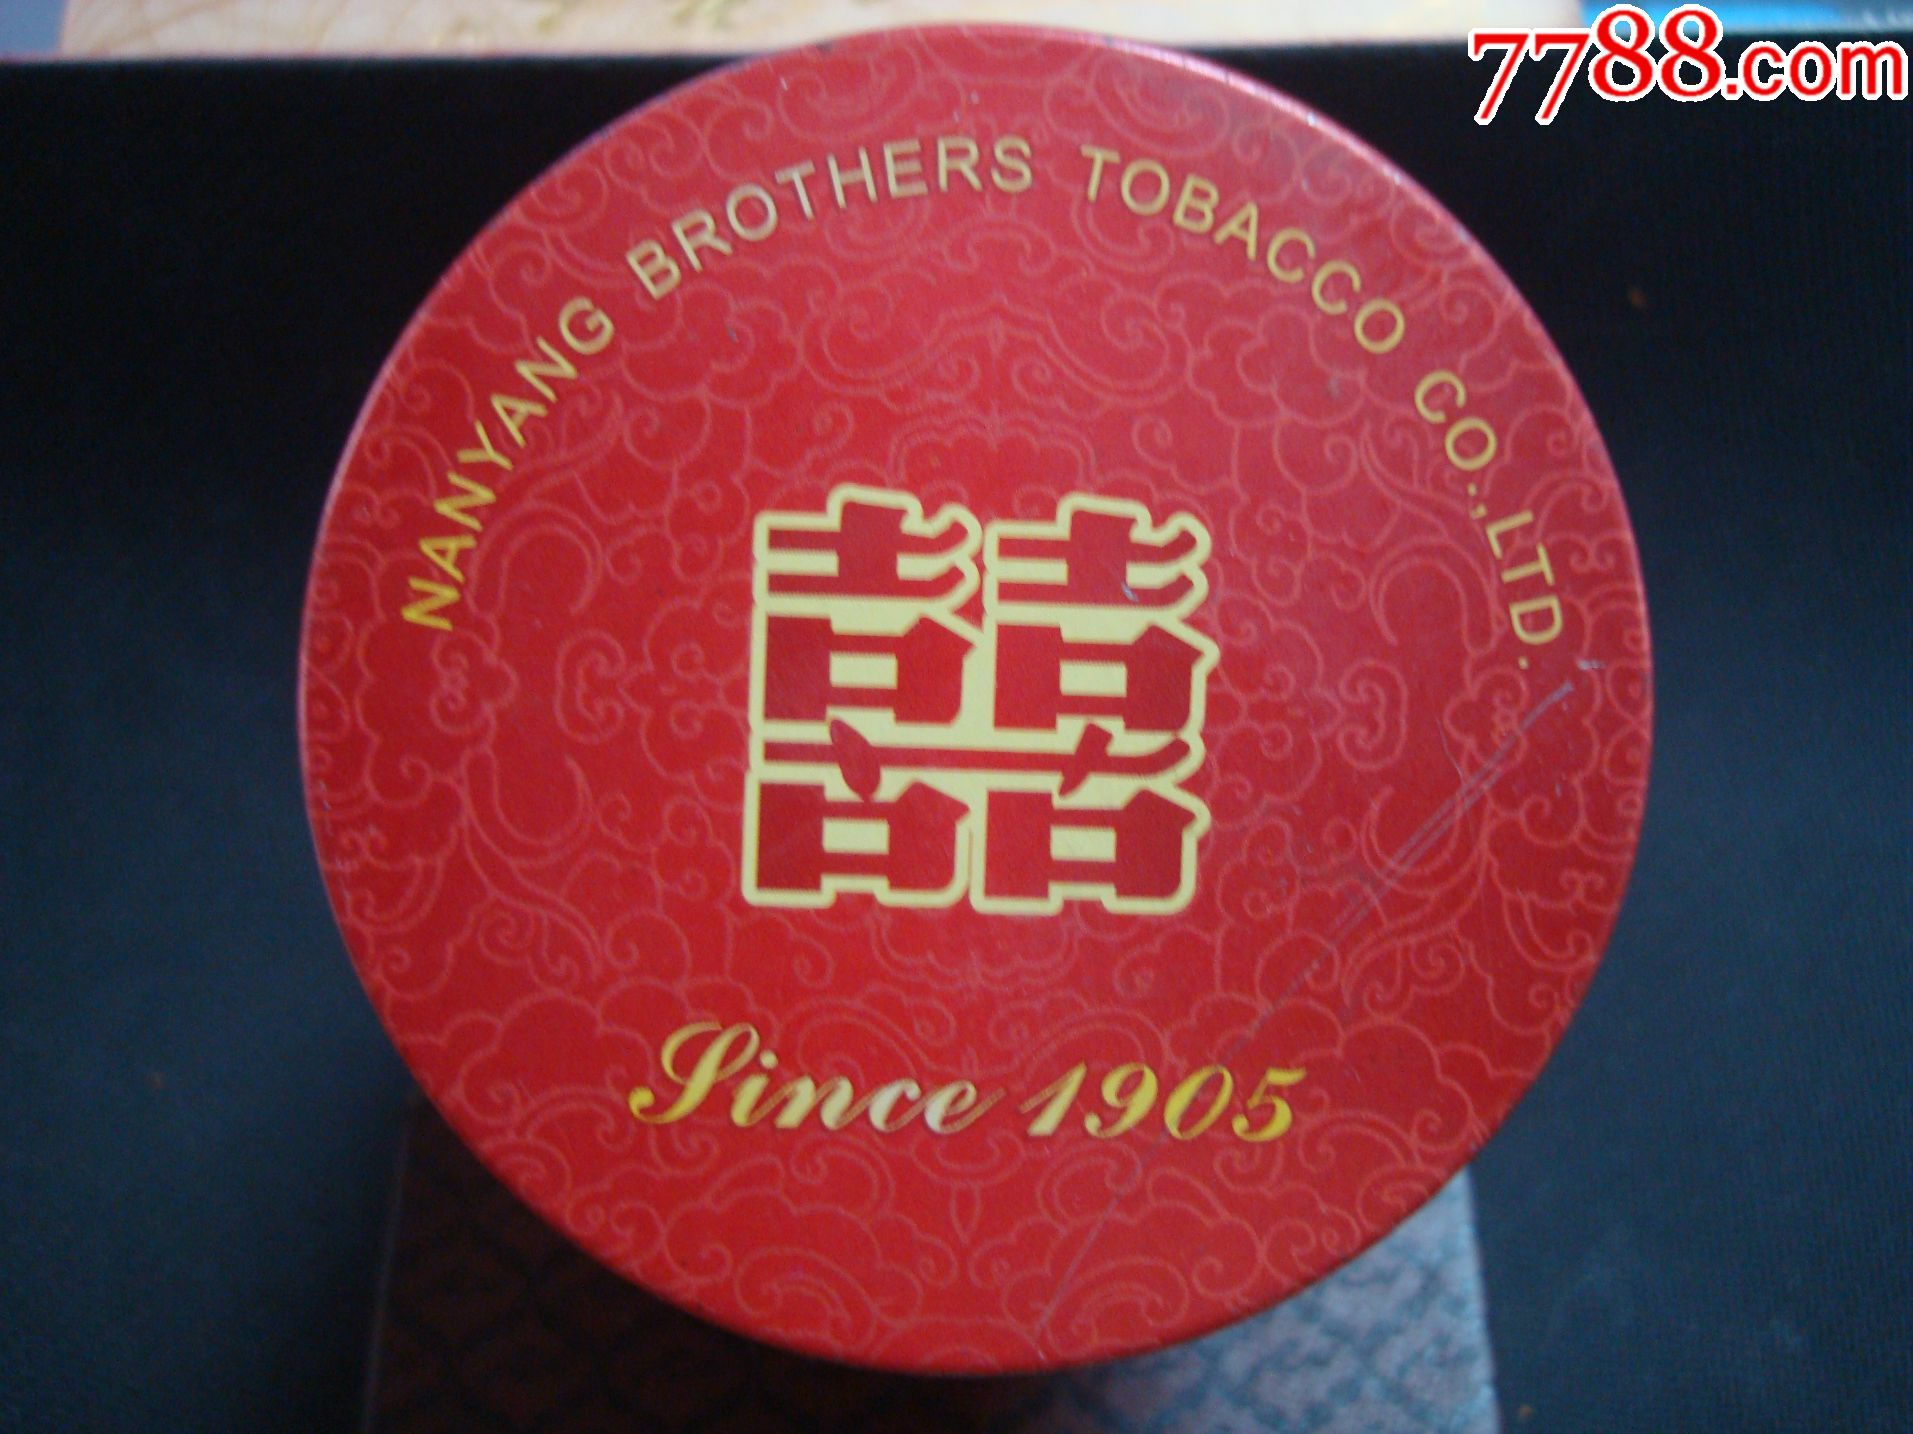 7788.com
NANYANG BROTHERS TOBACCO CO.,LTD.
囍
Since 1905